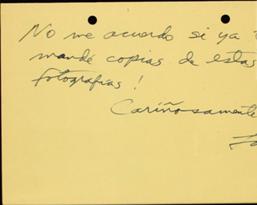 No me acuerdo si ya
mandé copias de estas
fotografías!
Cariñosamente